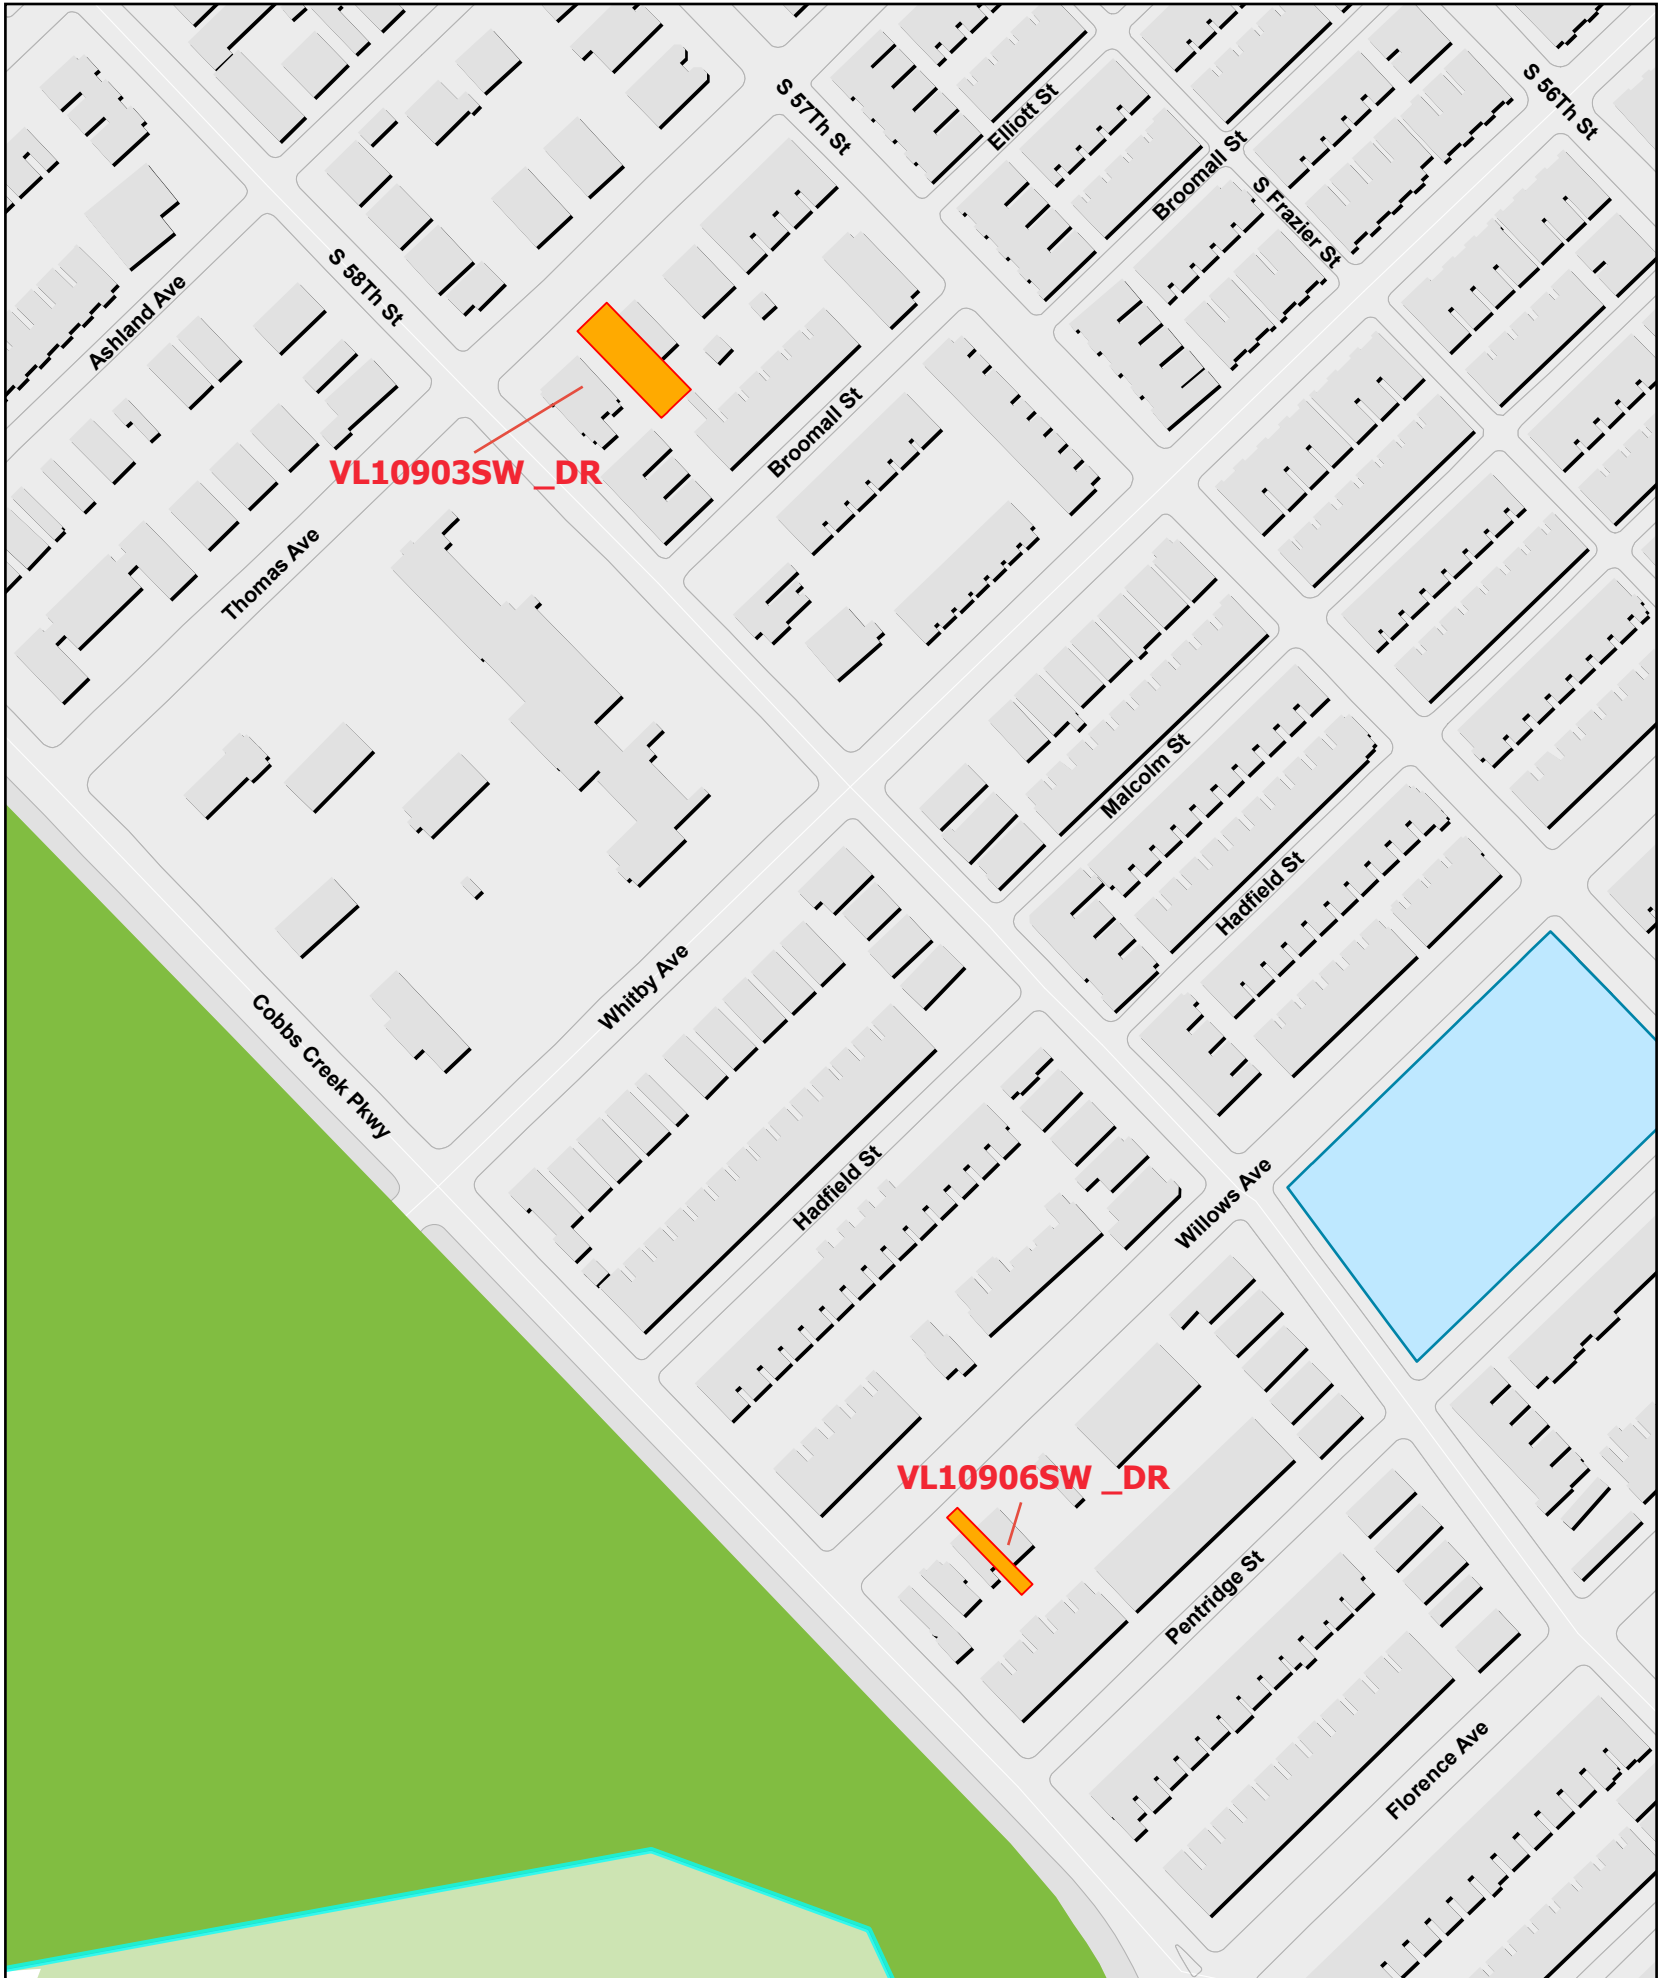 S 57Th St
Elliott St
S 56Th St
Broomall St
S Frazier St
S 58Th St
Ashland Ave
Broomall St
VL10903SW _DR
Thomas Ave
Malcolm St
Hadfield St
Whitby Ave
Cobbs Creek Pkwy
Hadfield St
Willows Ave
VL10906SW _DR
Pentridge St
Florence Ave